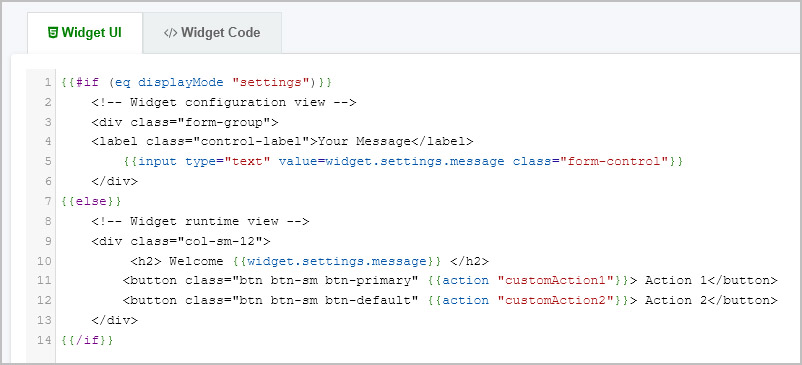 Widget UI </> Widget Code
1 {{#if (eq displayMode "settings")}}
2     <!-- Widget configuration view -->
3     <div class="form-group">
4     <label class="control-label">Your Message</label>
5         {{input type="text" value=widget.settings.message class="form-control"}}
6     </div>
7 {{else}}
8     <!-- Widget runtime view -->
9     <div class="col-sm-12">
10          <h2> Welcome {{widget.settings.message}} </h2>
11         <button class="btn btn-sm btn-primary" {{action "customAction1"}}> Action 1</button>
12         <button class="btn btn-sm btn-default" {{action "customAction2"}}> Action 2</button>
13     </div>
14 {{/if}}